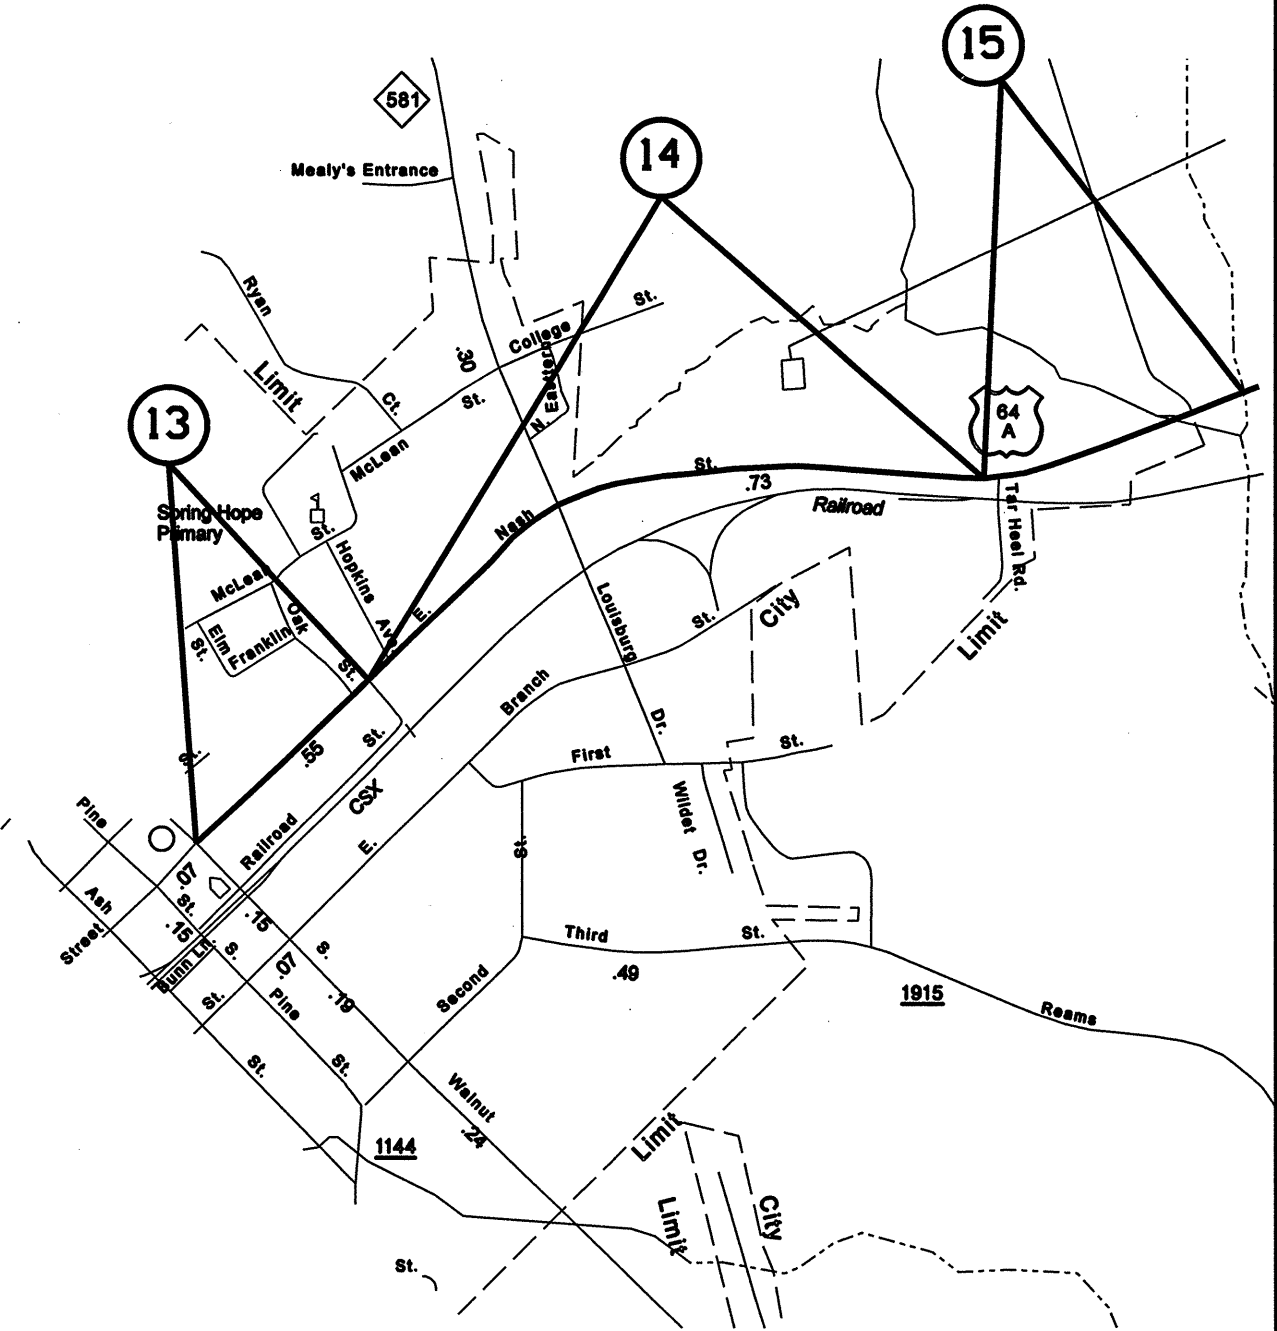 15
581
14
Mealy's Entrance
Ryan
St.
College
.30
N. Eastern
Limit
Ct.
St.
13
McLean
64
A
St.
.73
Spring Hope
Primary
St.
Nash
Railroad
Tar Heel Rd.
McLean
Hopkins
Ave.
E.
Oak
St.
Elm
St.
Franklin
Louisburg
Dr.
St.
City
Limit
Branch
St.
.55
St.
First
St.
CSX
Pine
St.
Railroad
E.
St.
Wildet Dr.
.07
Ash
Street
.15
Bunn Ln.
S.
.15
S.
.07
Third
St.
.49
St.
Pine
St.
.19
Second
1915
Reams
St.
Walnut
.24
1144
Limit
Limit
City
St.